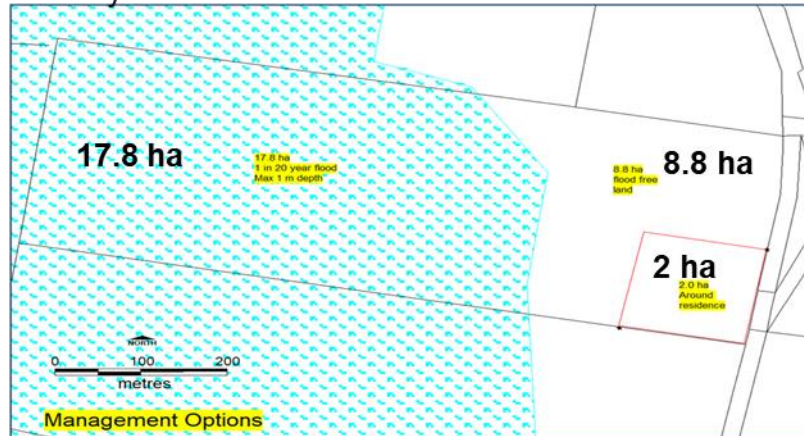 17.8 ha
17.8 ha
1 in 20 year flood
Max 1 m depth
8.8 ha
8.8 ha
flood free
land
2 ha
2.0 ha
Around
residence
NORTH
0 100 200
metres
Management Options